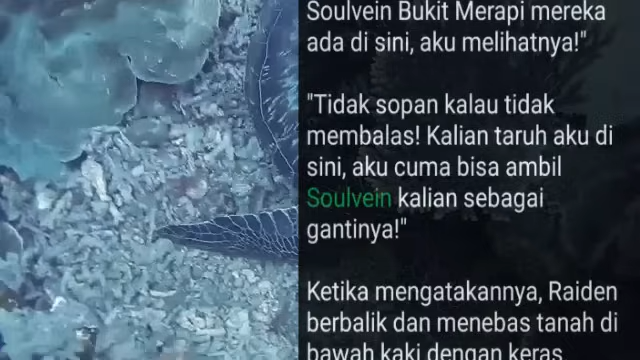 Soulvein Bukit Merapi mereka
ada di sini, aku melihatnya!"
"Tidak sopan kalau tidak
membalas! Kalian taruh aku di
sini, aku cuma bisa ambil
Soulvein kalian sebagai
gantinya!"
Ketika mengatakannya, Raiden
berbalik dan menebas tanah di
bawah kaki dengan keras